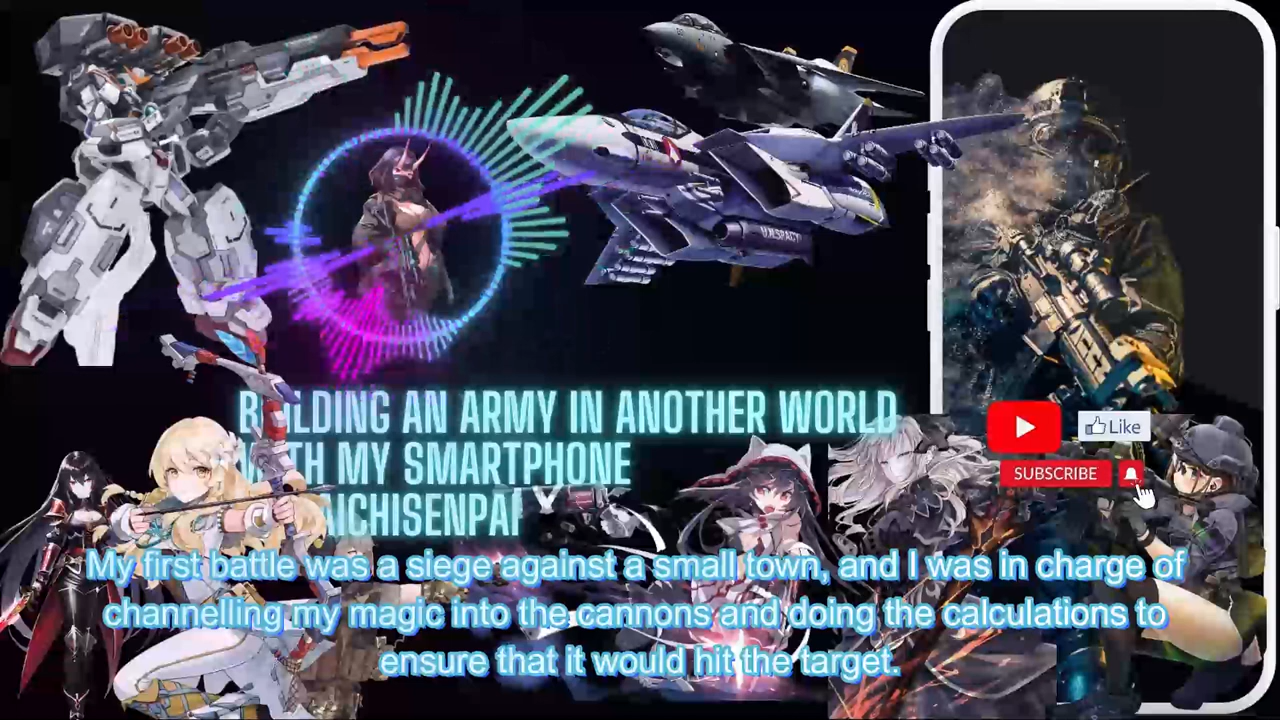 U.N.SPACY
BUILDING AN ARMY IN ANOTHER WORLD
WITH MY SMARTPHONE
AICHISENPAI
Like
SUBSCRIBE
My first battle was a siege against a small town, and I was in charge of
channelling my magic into the cannons and doing the calculations to
ensure that it would hit the target.